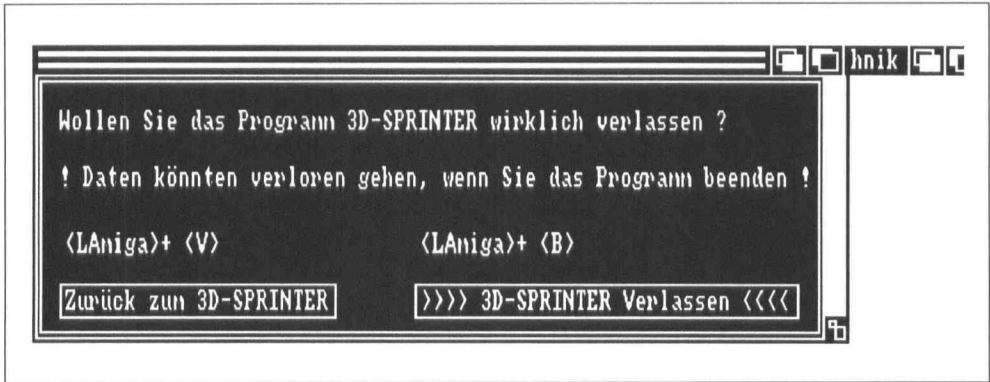 hnik
Wollen Sie das Programm 3D-SPRINTER wirklich verlassen ?
! Daten könnten verloren gehen, wenn Sie das Programm beenden !
<LAmiga>+ <V> <LAmiga>+ <B>
Zurück zum 3D-SPRINTER >>>> 3D-SPRINTER Verlassen <<<<